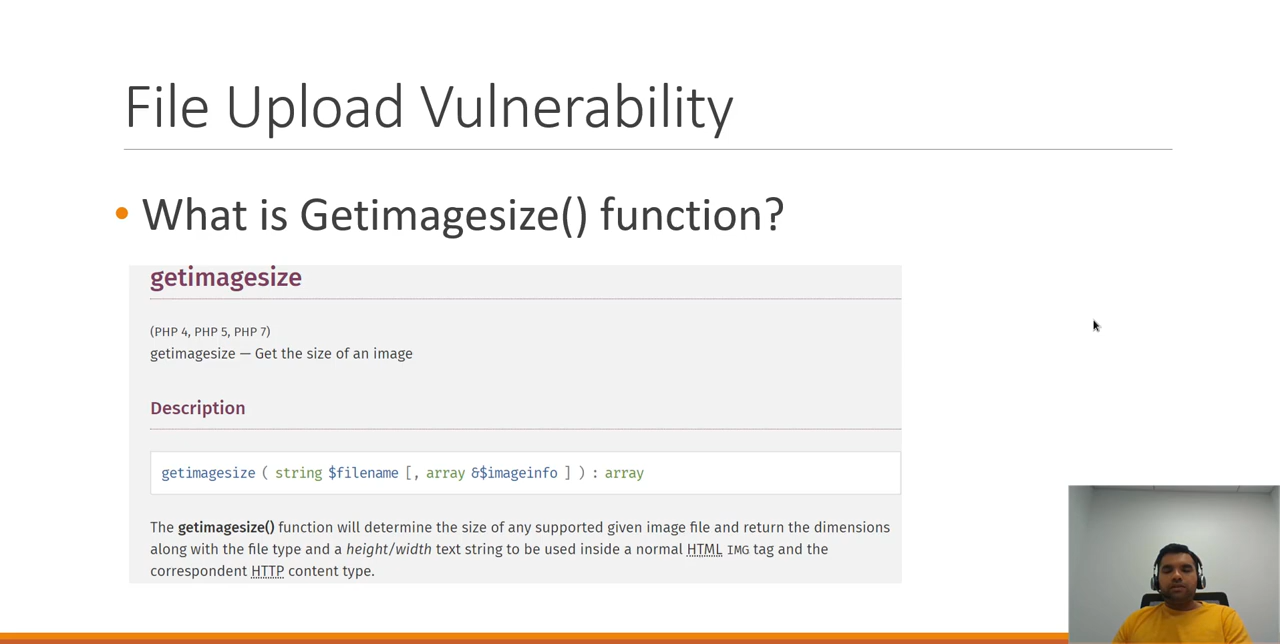 File Upload Vulnerability
• What is Getimagesize() function?
getimagesize
(PHP 4, PHP 5, PHP 7)
getimagesize — Get the size of an image
Description
getimagesize ( string $filename [, array &$imageinfo ] ) : array
The getimagesize() function will determine the size of any supported given image file and return the dimensions
along with the file type and a height/width text string to be used inside a normal HTML IMG tag and the
correspondent HTTP content type.